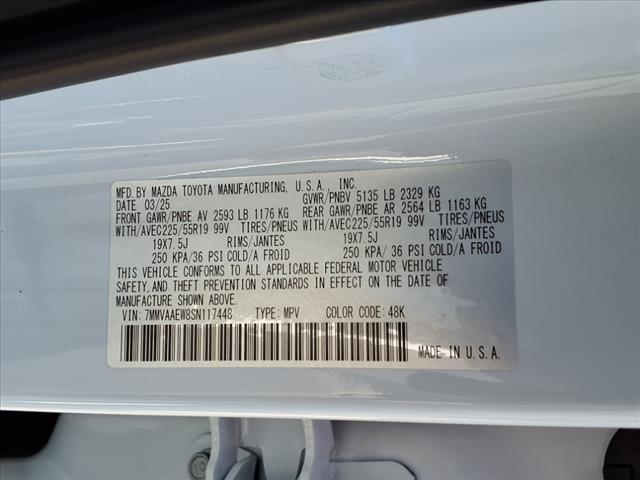 MFD.BY MAZDA TOYOTA MANUFACTURING, U.S.A., INC.
DATE 03/25 GVWR/PNBV 5135 LB 2329 KG
FRONT GAWR/PNBE AV 2593 LB 1176 KG REAR GAWR/PNBE AR 2564 LB 1163 KG
WITH/AVEC225/55R19 99V TIRES/PNEUS WITH/AVEC225/55R19 99V TIRES/PNEUS
19X7.5J RIMS/JANTES 19X7.5J RIMS/JANTES
250 KPA/ 36 PSI COLD/A FROID 250 KPA/ 36 PSI COLD/A FROID
THIS VEHICLE CONFORMS TO ALL APPLICABLE FEDERAL MOTOR VEHICLE
SAFETY, AND THEFT PREVENTION STANDARDS IN EFFECT ON THE DATE OF
MANUFACTURE SHOWN ABOVE.
VIN: 7MMVAAEW8SN117448 TYPE: MPV COLOR CODE: 48K
MADE IN U.S.A.